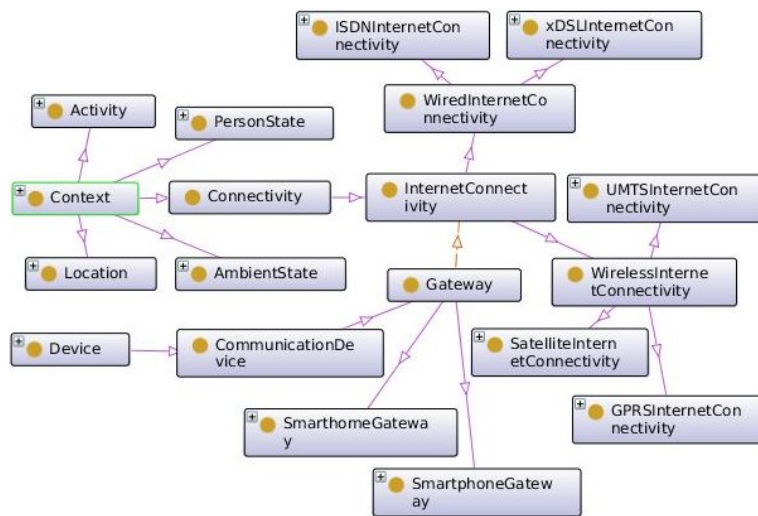 ISDNInternetCon
nectivity
xDSLInternetCon
nectivity
Activity
PersonState
WiredInternetCo
nnectivity
Context
Connectivity
InternetConnect
ivity
UMTSInternetCon
nectivity
Location
AmbientState
Gateway
WirelessInterne
tConnectivity
Device
CommunicationDe
vice
SatelliteIntern
etConnectivity
SmarthomeGatewa
y
GPRSInternetCon
nectivity
SmartphoneGatew
ay